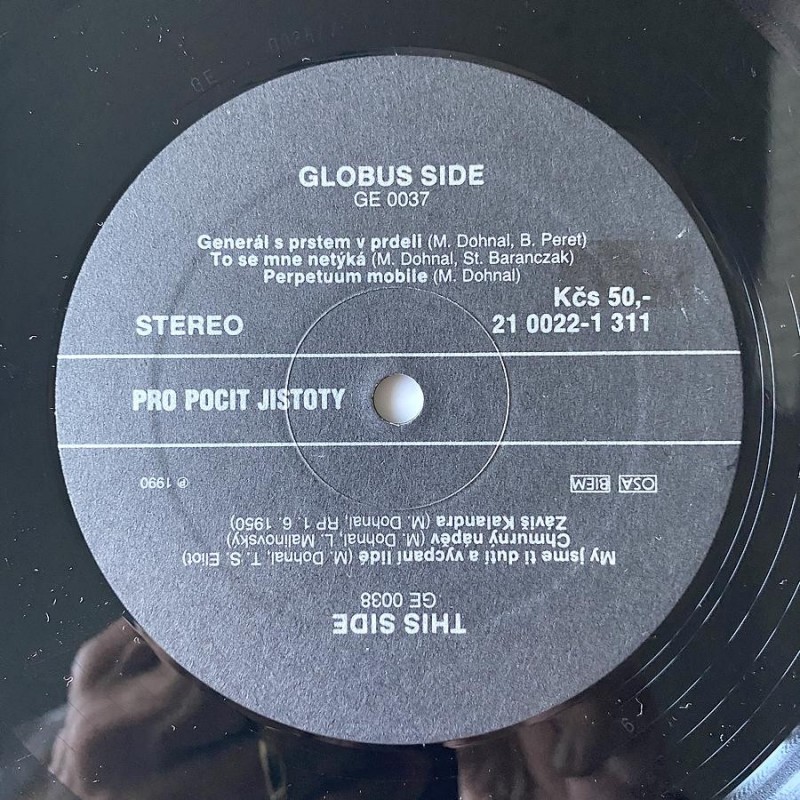 GLOBUS SIDE
GE 0037
Generál s prstem v prdeli (M. Dohnal, B. Peret)
To se mne netýká (M. Dohnal, St. Baranczak)
Perpetuum mobile (M. Dohnal)
Kčs 50,-
STEREO 21 0022-1 311
PRO POCIT JISTOTY
THIS SIDE
GE 0038
My jsme ti dutí a vycpaní lidé (M. Dohnal, T. S. Eliot)
Chmurný nápěv (M. Dohnal, L. Malinovský)
Záviš Kalandra (M. Dohnal, RP 1. 6. 1950)
OSA BIEM ℗ 1990